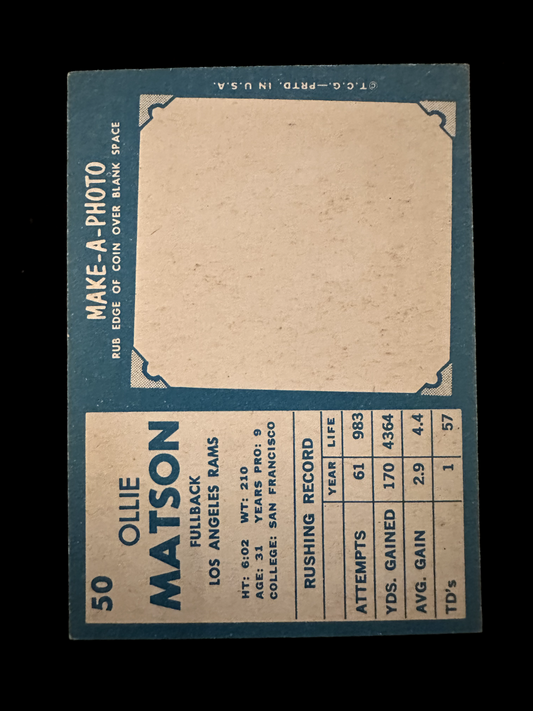 50
OLLIE
MATSON
FULLBACK
LOS ANGELES RAMS
HT: 6:02 WT: 210
AGE: 31 YEARS PRO: 9
COLLEGE: SAN FRANCISCO
RUSHING RECORD
YEAR LIFE
ATTEMPTS 61 983
YDS. GAINED 170 4364
AVG. GAIN 2.9 4.4
TD's 1 57
MAKE-A-PHOTO
RUB EDGE OF COIN OVER BLANK SPACE
©T.C.G.—PRTD. IN U.S.A.